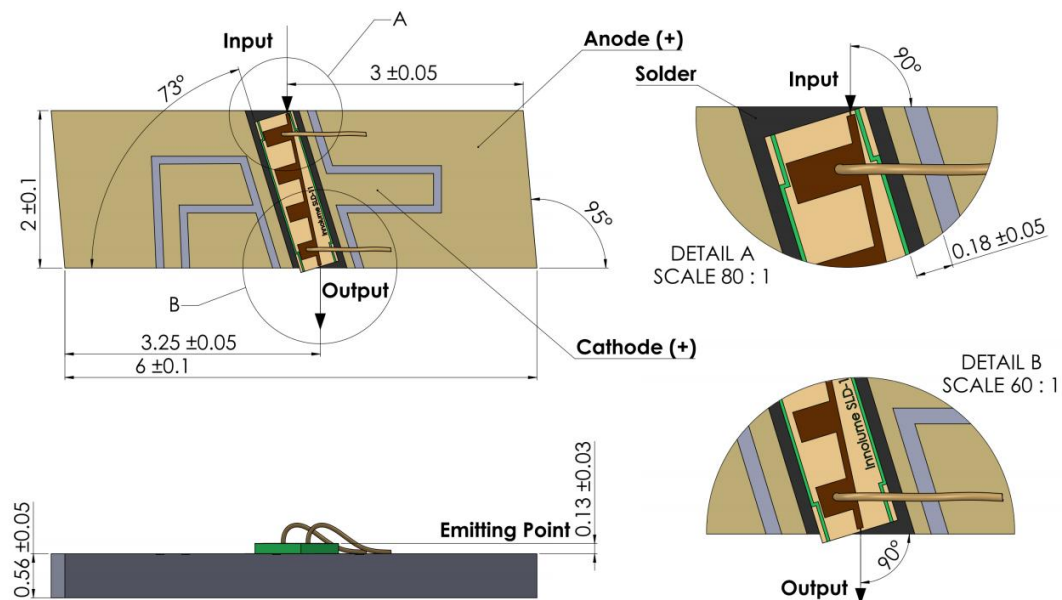 A
Input
Anode (+)
3 ±0.05
73°
2 ±0.1
95°
Innolume SLD-11
B
Output
3.25 ±0.05
6 ±0.1
Cathode (+)
90°
Solder
Input
DETAIL A
SCALE 80 : 1
0.18 ±0.05
DETAIL B
SCALE 60 : 1
Innolume SLD-1
90°
Output
0.56 ±0.05
Emitting Point
0.13 ±0.03